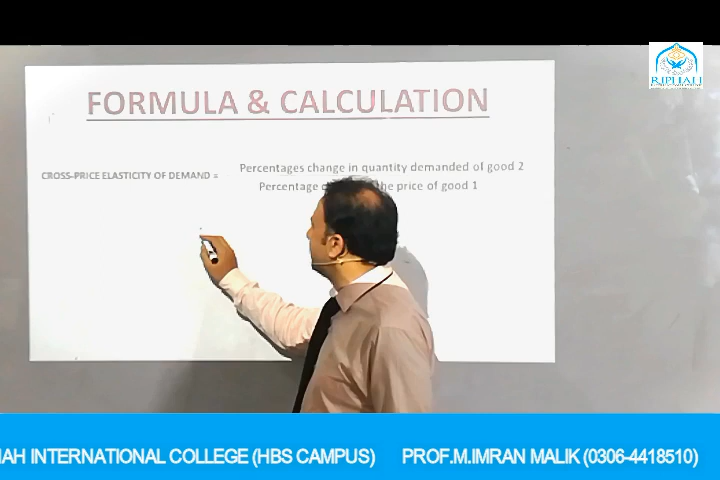 RIPHAH
FORMULA & CALCULATION
Percentages change in quantity demanded of good 2
CROSS-PRICE ELASTICITY OF DEMAND =
Percentage the price of good 1
IAH INTERNATIONAL COLLEGE (HBS CAMPUS) PROF.M.IMRAN MALIK (0306-4418510)